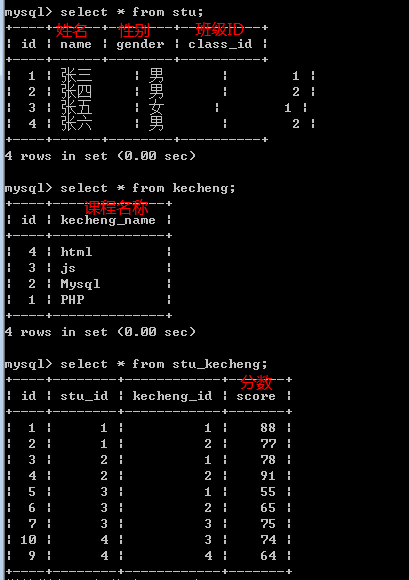 mysql> select * from stu;
姓名 性别 班级ID
| id | name | gender | class_id |
| 1 | 张三 | 男 | 1 |
| 2 | 张四 | 男 | 2 |
| 3 | 张五 | 女 | 1 |
| 4 | 张六 | 男 | 2 |
4 rows in set (0.00 sec)
mysql> select * from kecheng;
课程名称
| id | kecheng_name |
| 4 | html |
| 3 | js |
| 2 | Mysql |
| 1 | PHP |
4 rows in set (0.00 sec)
mysql> select * from stu_kecheng;
分数
| id | stu_id | kecheng_id | score |
| 1 | 1 | 1 | 88 |
| 2 | 1 | 2 | 77 |
| 3 | 2 | 1 | 78 |
| 4 | 2 | 2 | 91 |
| 5 | 3 | 1 | 55 |
| 6 | 3 | 2 | 65 |
| 7 | 3 | 3 | 75 |
| 10 | 4 | 3 | 74 |
| 9 | 4 | 4 | 64 |